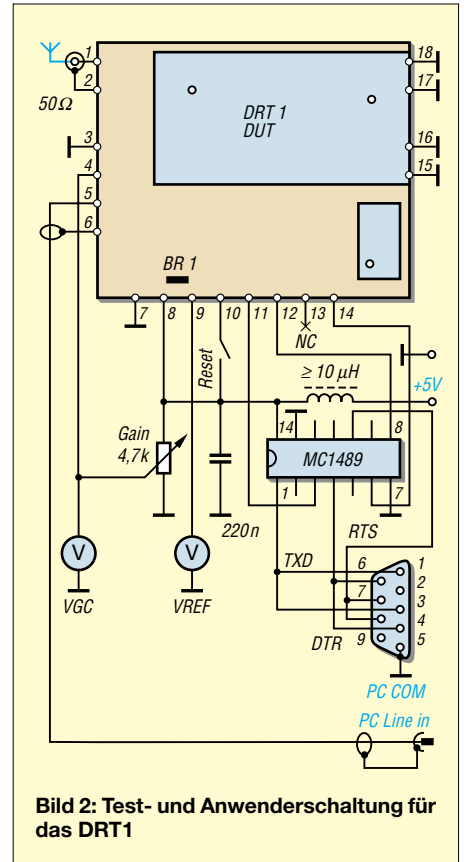 1
18
2
17
50Ω
DRT 1
DUT
3
16
4
15
5
6
BR 1
7
8
9
10
11
12
13
14
NC
Reset
≥ 10 µH
+5V
14
8
Gain
4,7k
MC1489
1
7
220n
RTS
V
V
TXD
6
1
2
7
3
VGC
VREF
4
DTR
9
5
PC COM
PC Line in
Bild 2: Test- und Anwenderschaltung für
das DRT1